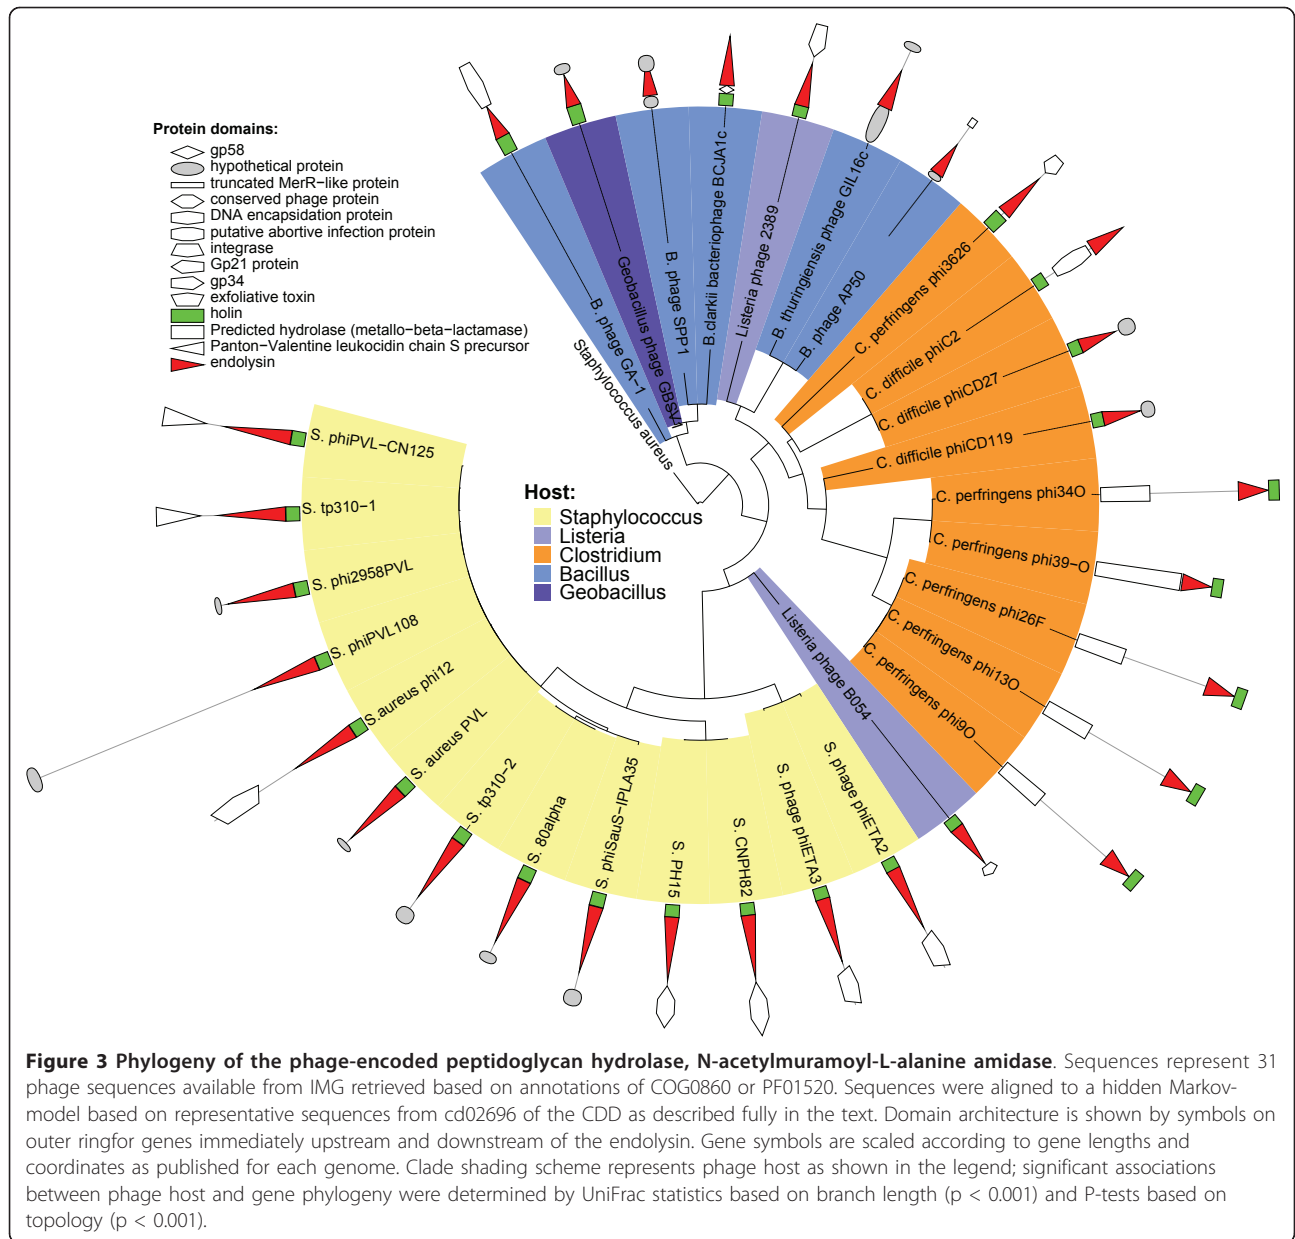 Protein domains:
gp58
hypothetical protein
truncated MerR−like protein
conserved phage protein
DNA encapsidation protein
putative abortive infection protein
integrase
Gp21 protein
gp34
exfoliative toxin
holin
Predicted hydrolase (metallo−beta−lactamase)
Panton−Valentine leukocidin chain S precursor
endolysin
Staphylococcus aureus
B. phage GA−1
Geobacillus phage GBSV1
B. phage SPP1
B.clarkii bacteriophage BCJA1c
Listeria phage 2389
B. thuringiensis phage GIL16c
B. phage AP50
C. perfringens phi3626
C. difficile phiC2
C. difficile phiCD27
C. difficile phiCD119
C. perfringens phi34O
C. perfringens phi39−O
C. perfringens phi26F
C. perfringens phi13O
C. perfringens phi9O
Listeria phage B054
S. phage phiETA2
S. phage phiETA3
S. CNPH82
S. PH15
S. phiSauS−IPLA35
S. 80alpha
S. tp310−2
S. aureus PVL
S.aureus phi12
S. phiPVL108
S. phi2958PVL
S. tp310−1
S. phiPVL−CN125
Host:
Staphylococcus
Listeria
Clostridium
Bacillus
Geobacillus
Figure 3 Phylogeny of the phage-encoded peptidoglycan hydrolase, N-acetylmuramoyl-L-alanine amidase. Sequences represent 31
phage sequences available from IMG retrieved based on annotations of COG0860 or PF01520. Sequences were aligned to a hidden Markov-
model based on representative sequences from cd02696 of the CDD as described fully in the text. Domain architecture is shown by symbols on
outer ringfor genes immediately upstream and downstream of the endolysin. Gene symbols are scaled according to gene lengths and
coordinates as published for each genome. Clade shading scheme represents phage host as shown in the legend; significant associations
between phage host and gene phylogeny were determined by UniFrac statistics based on branch length (p < 0.001) and P-tests based on
topology (p < 0.001).